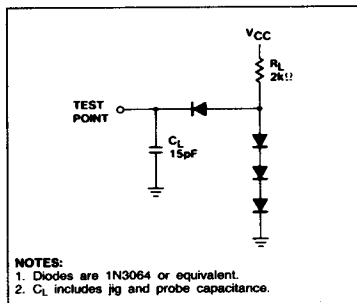 VCC
RL
2kΩ
TEST
POINT
CL
15pF
NOTES:
1. Diodes are 1N3064 or equivalent.
2. CL includes jig and probe capacitance.